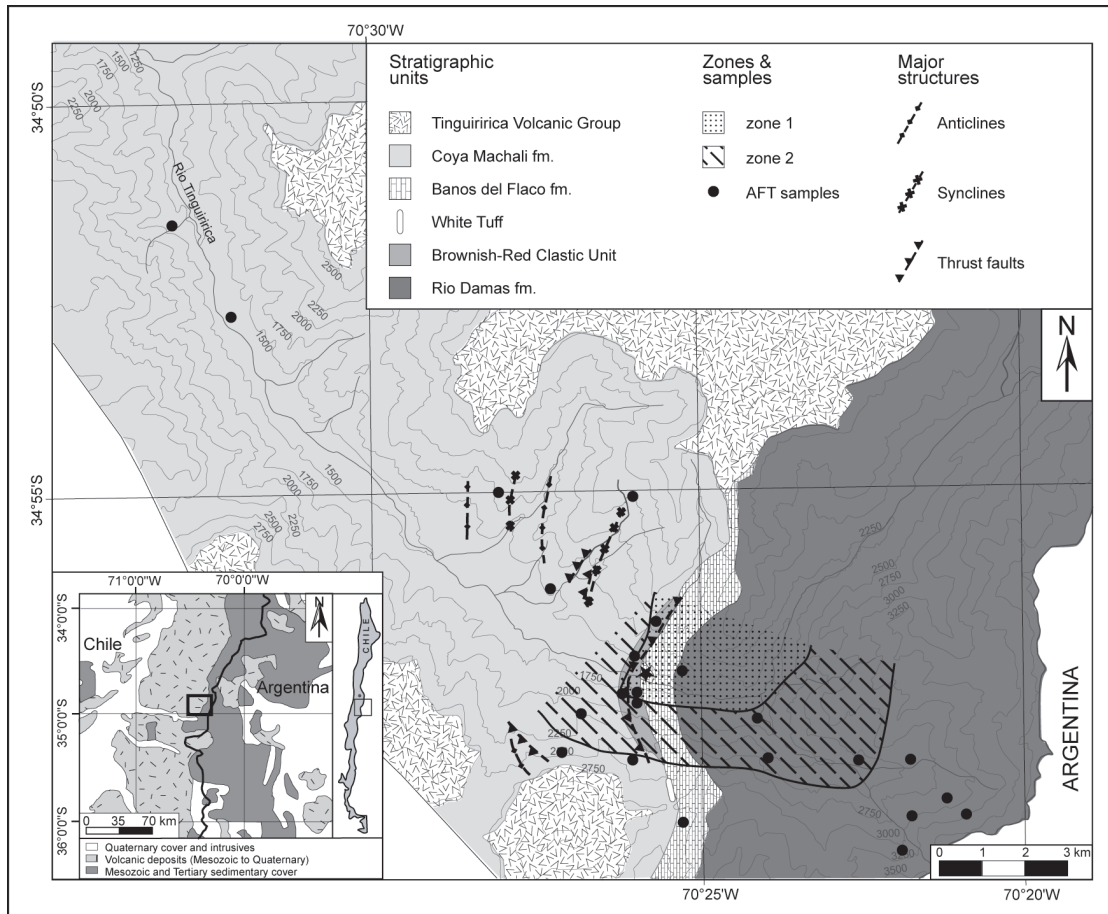 70°30'W
34°50'S
34°55'S
Stratigraphic
units
Tinguiririca Volcanic Group
Coya Machali fm.
Banos del Flaco fm.
White Tuff
Brownish-Red Clastic Unit
Rio Damas fm.
Zones &
samples
zone 1
zone 2
AFT samples
Major
structures
Anticlines
Synclines
Thrust faults
N
1250
1500
1750
2000
2250
Rio Tinguiririca
2500
2250
2000
1750
1500
1500
1750
2000
2250
2500
2750
2250
2500
2750
3000
3250
1750
2000
2250
2750
2750
3000
3250
3500
ARGENTINA
0 1 2 3 km
70°25'W
70°20'W
71°0'0"W
70°0'0"W
34°0'0"S
35°0'0"S
36°0'0"S
Chile
Argentina
N
CHILE
0 35 70 km
Quaternary cover and intrusives
Volcanic deposits (Mesozoic to Quaternary)
Mesozoic and Tertiary sedimentary cover